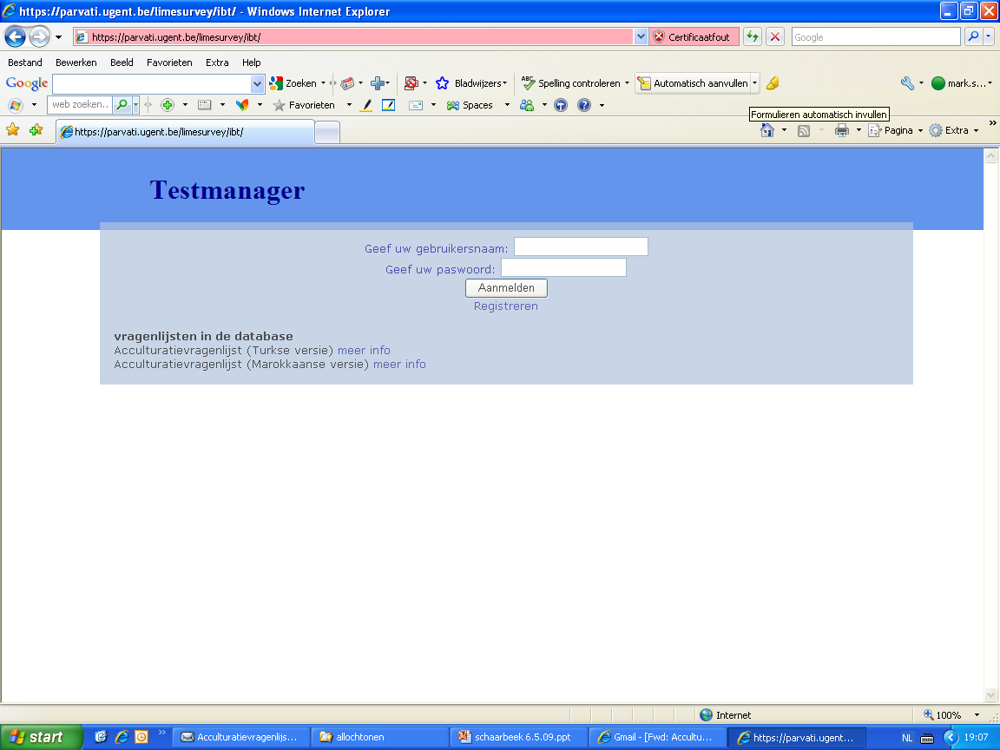 https://parvati.ugent.be/limesurvey/ibt/ - Windows Internet Explorer
https://parvati.ugent.be/limesurvey/ibt/ Certificaatfout Google
Bestand Bewerken Beeld Favorieten Extra Help
Google Zoeken Bladwijzers ABC Spelling controleren Automatisch aanvullen mark.s...
web zoeken.. Favorieten Spaces
Formulieren automatisch invullen
https://parvati.ugent.be/limesurvey/ibt/ Pagina Extra
Testmanager
Geef uw gebruikersnaam:
Geef uw paswoord:
Aanmelden
Registreren
vragenlijsten in de database
Acculturatievragenlijst (Turkse versie) meer info
Acculturatievragenlijst (Marokkaanse versie) meer info
Internet 100%
start Acculturatievragenlijs... allochtonen schaarbeek 6.5.09.ppt Gmail - [Fwd: Accultu... https://parvati.ugent... NL 19:07